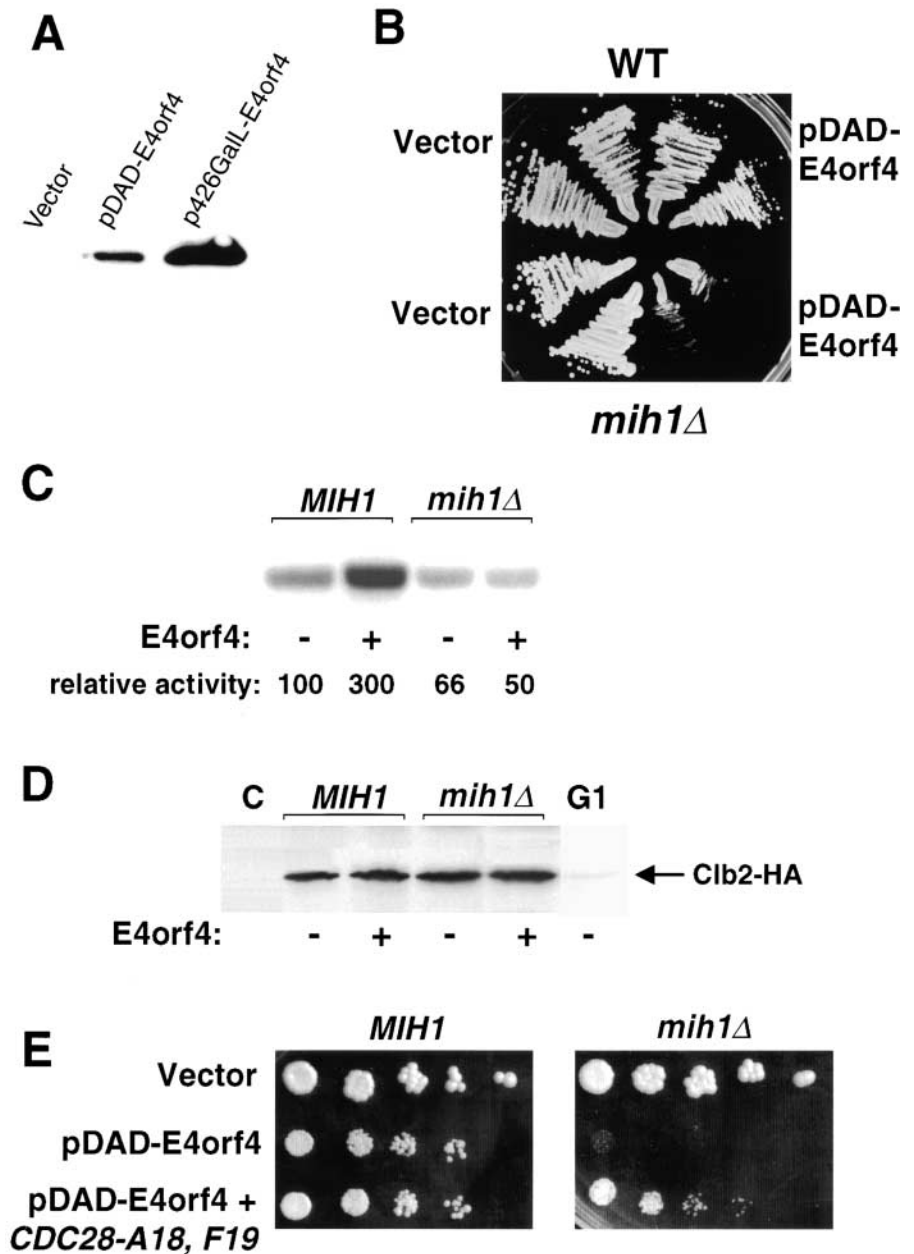 A
Vector
pDAD-E4orf4
p426GalL-E4orf4
B
WT
Vector
pDAD-
E4orf4
Vector
pDAD-
E4orf4
mih1Δ
C
MIH1 mih1Δ
E4orf4: - + - +
relative activity: 100 300 66 50
D
C MIH1 mih1Δ G1
Clb2-HA
E4orf4: - + - + -
E
MIH1 mih1Δ
Vector
pDAD-E4orf4
pDAD-E4orf4 +
CDC28-A18, F19